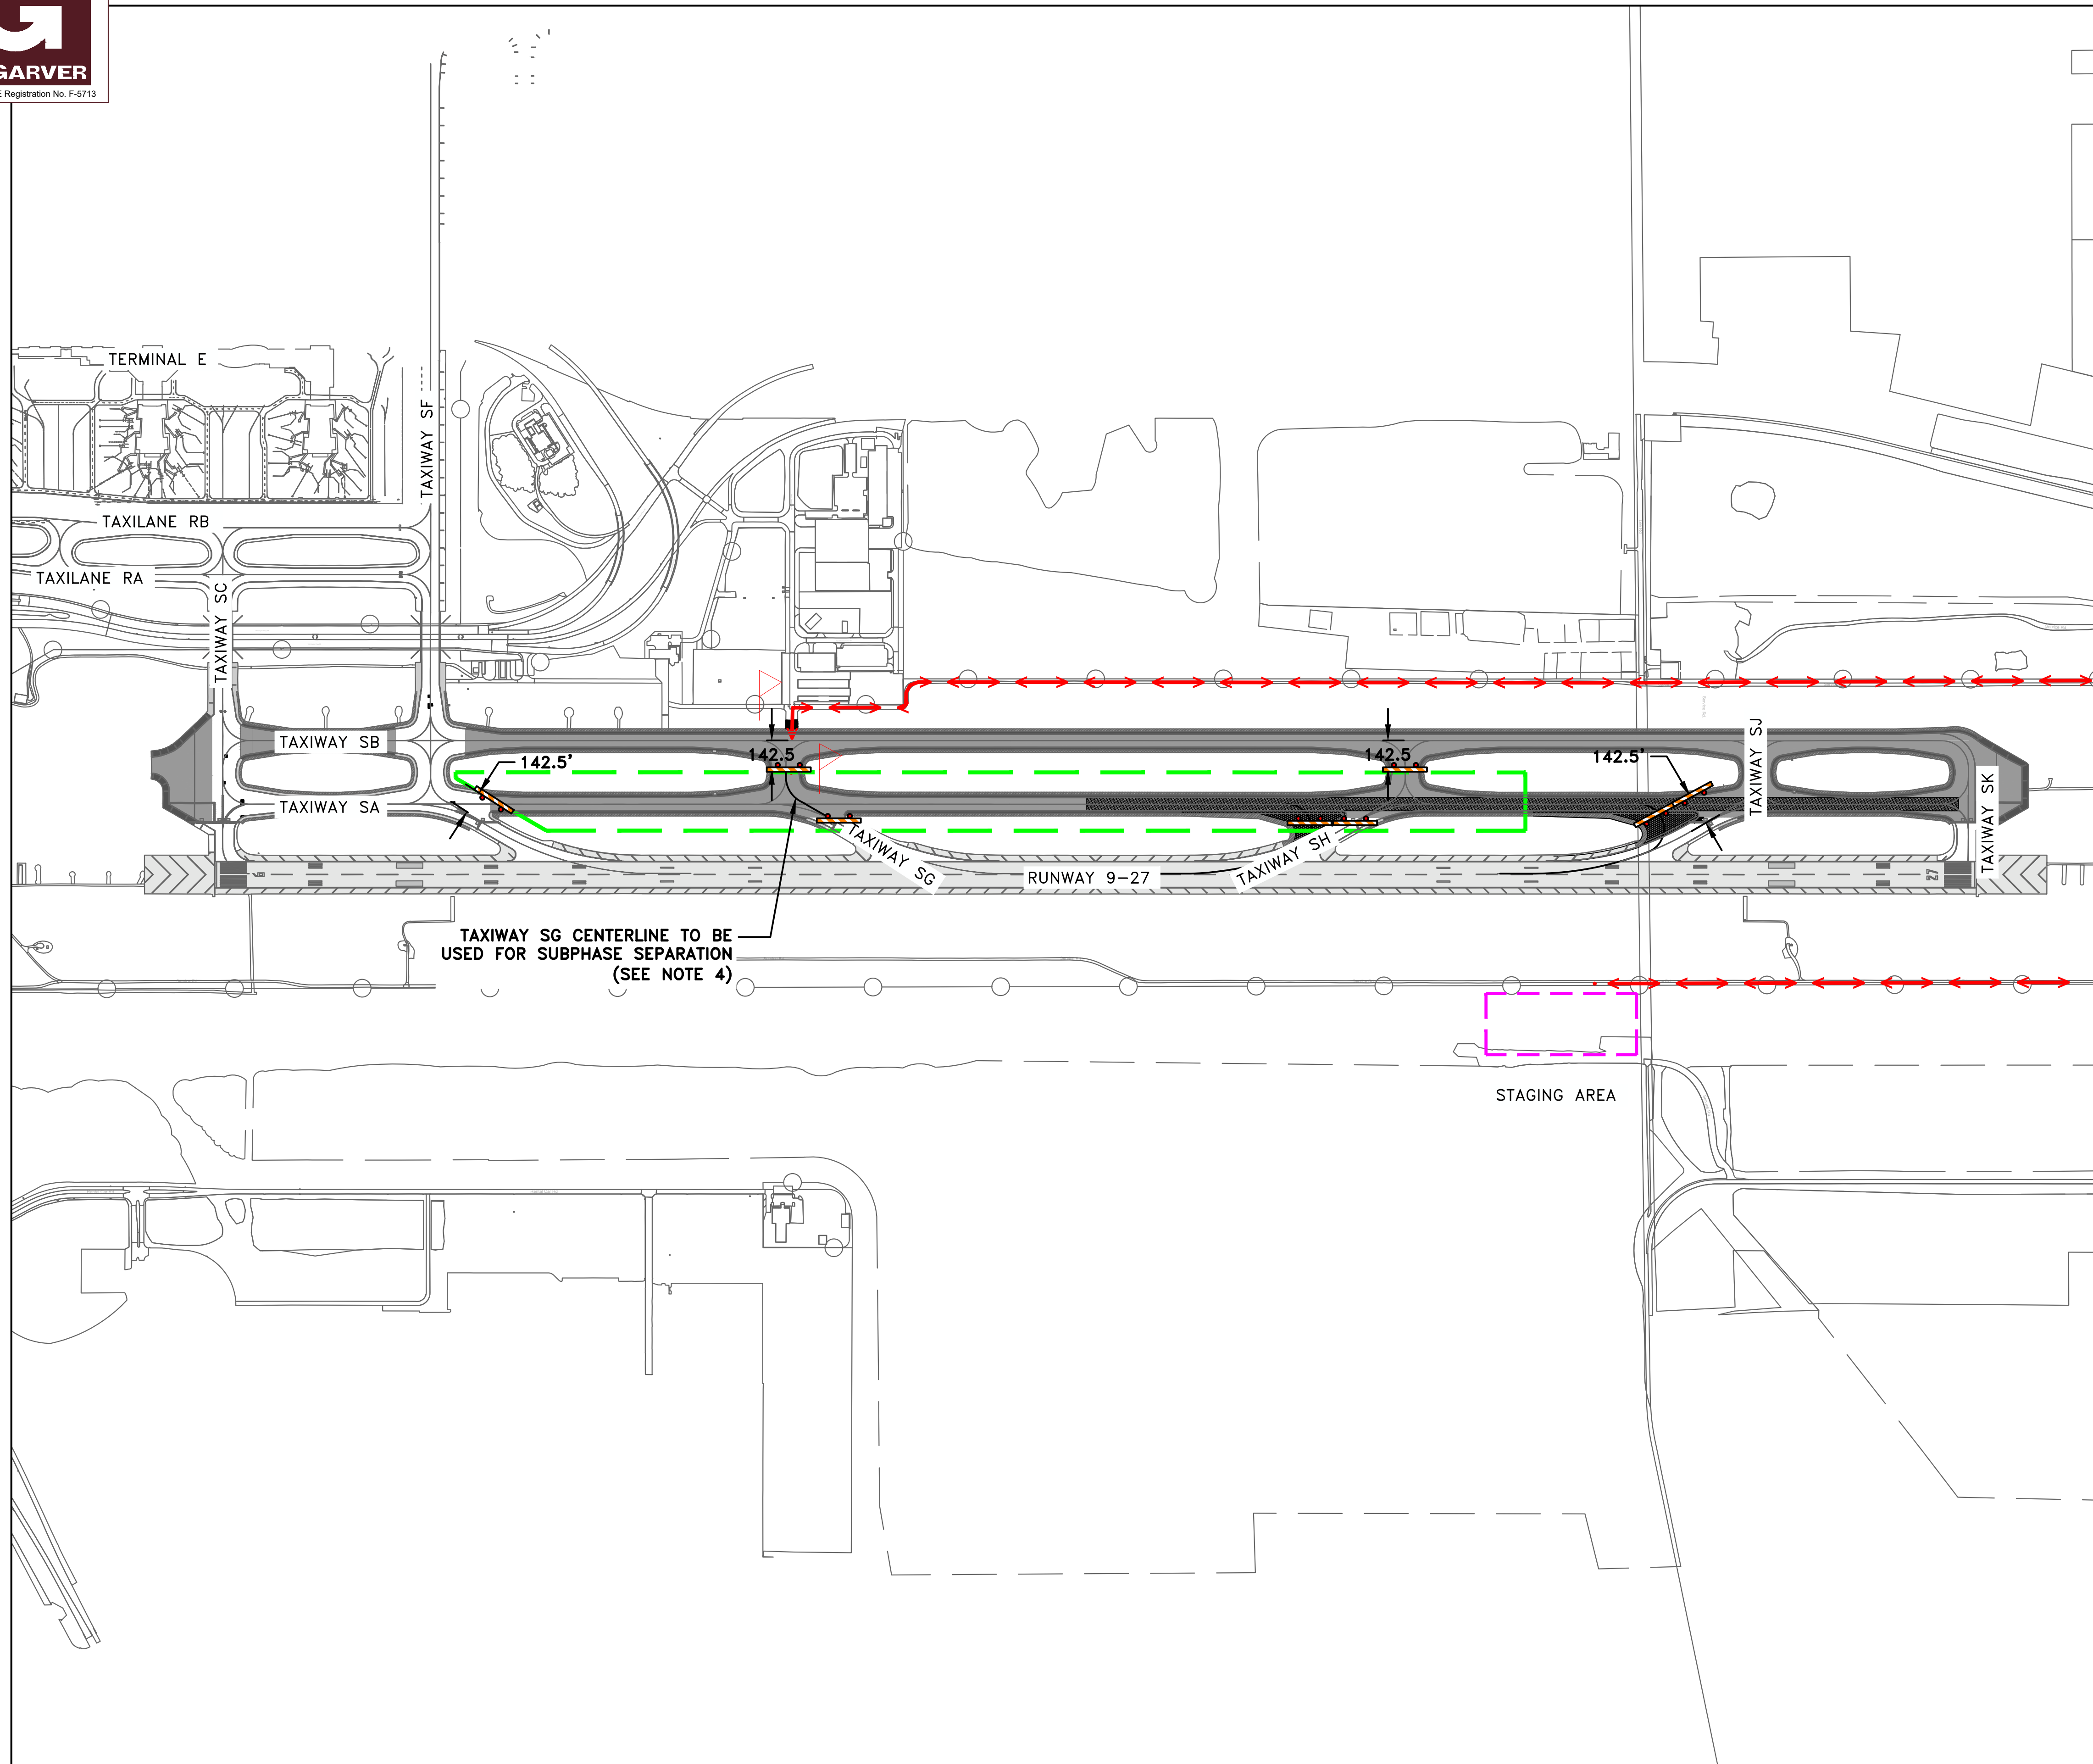 GARVER
E Registration No. F-5713
TERMINAL E
TAXIWAY SF
TAXILANE RB
TAXILANE RA
TAXIWAY SC
TAXIWAY SB
142.5'
142.5
142.5
142.5'
TAXIWAY SJ
TAXIWAY SA
TAXIWAY SK
TAXIWAY SG
TAXIWAY SH
9
RUNWAY 9-27
27
TAXIWAY SG CENTERLINE TO BE
USED FOR SUBPHASE SEPARATION
(SEE NOTE 4)
STAGING AREA